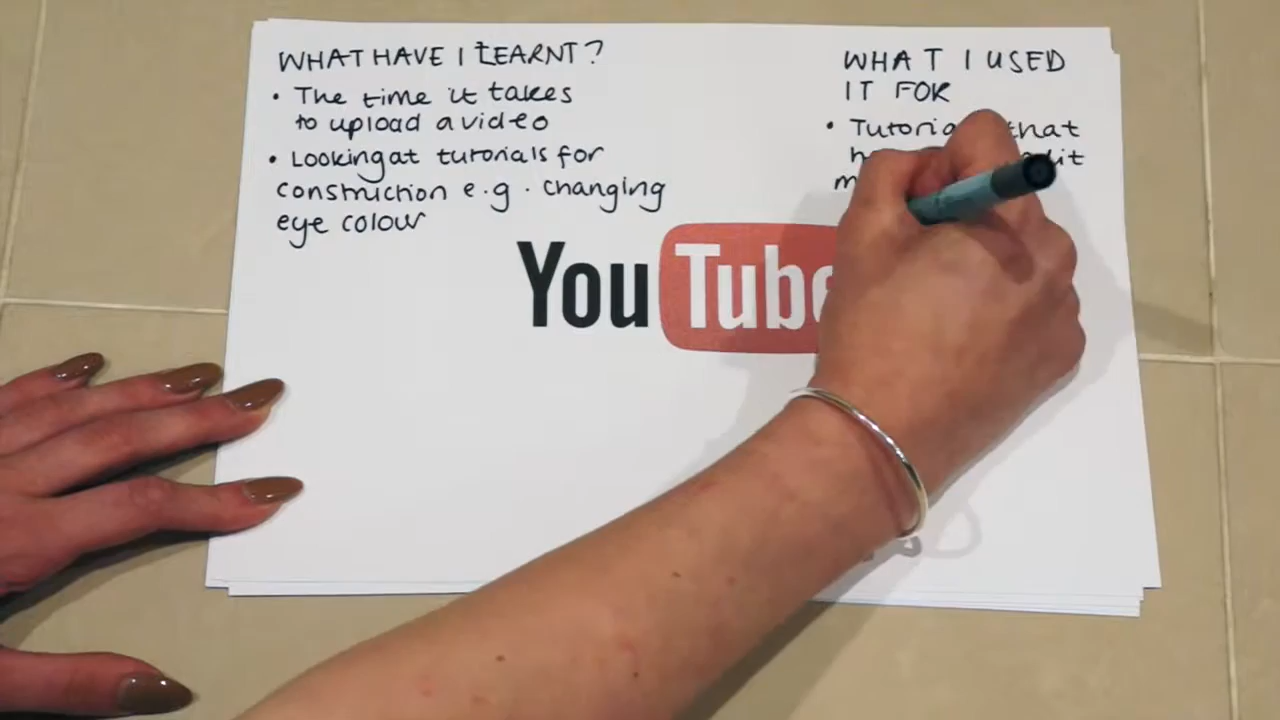 WHAT HAVE I LEARNT?
• The time it takes
to upload a video
• Looking at tutorials for
construction e.g. changing
eye colour
WHAT I USED
IT FOR
• that
YouTube